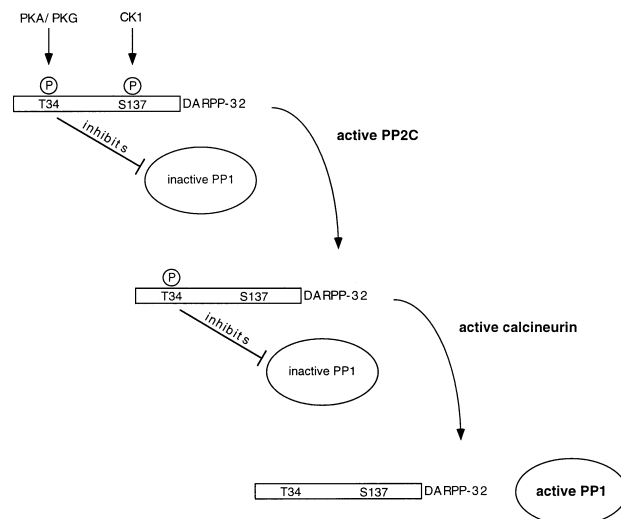 PKA/ PKG
CK1
P
P
T34
S137
DARPP-32
inhibits
active PP2C
inactive PP1
P
T34
S137
DARPP-32
inhibits
active calcineurin
inactive PP1
T34
S137
DARPP-32
active PP1